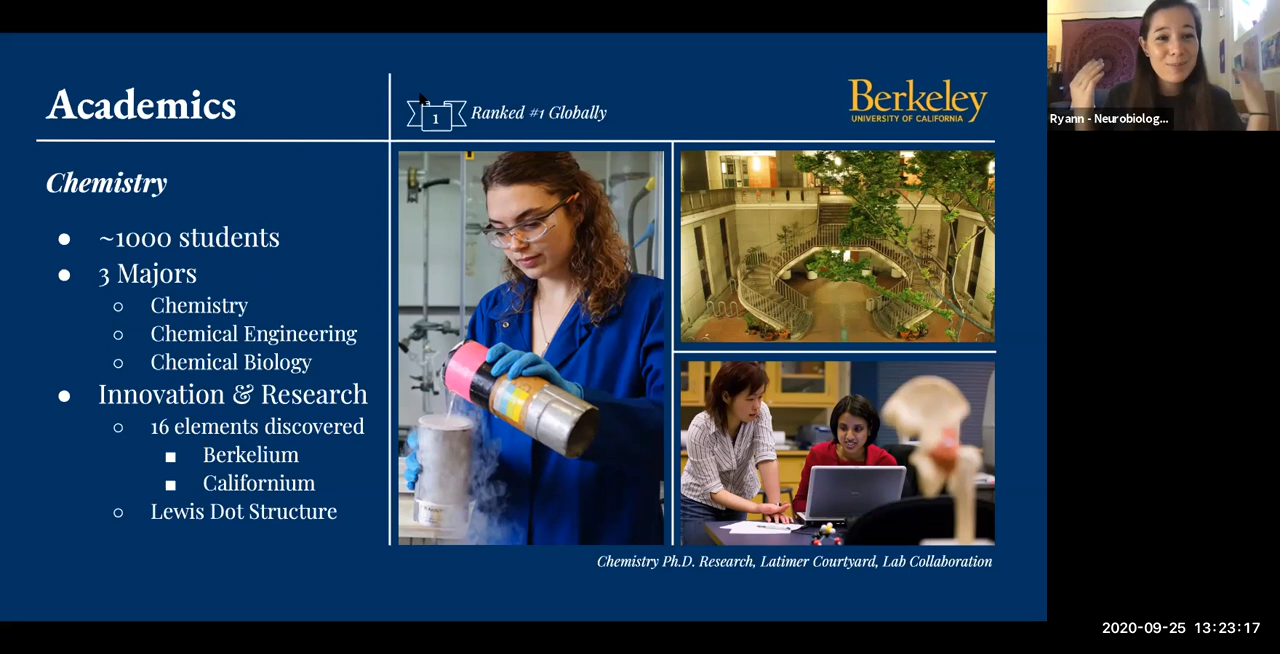 Academics
1
Ranked #1 Globally
Berkeley
UNIVERSITY OF CALIFORNIA
Ryann - Neurobiolog...
Chemistry
● ~1000 students
● 3 Majors
○ Chemistry
○ Chemical Engineering
○ Chemical Biology
● Innovation & Research
○ 16 elements discovered
■ Berkelium
■ Californium
○ Lewis Dot Structure
Chemistry Ph.D. Research, Latimer Courtyard, Lab Collaboration
2020-09-25 13:23:17